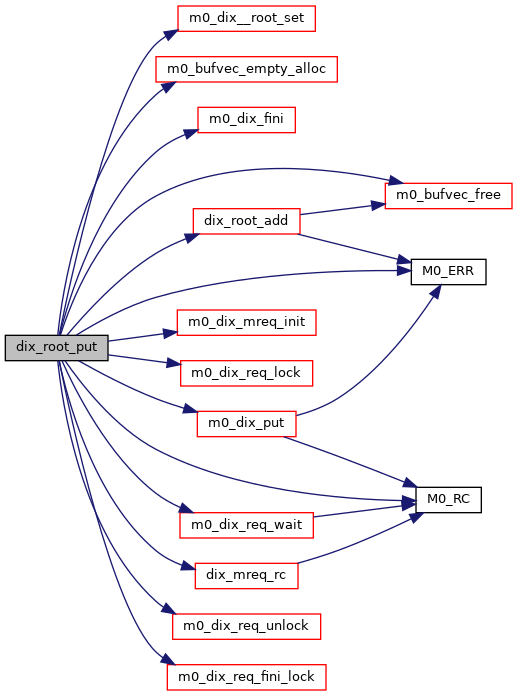 m0_dix__root_set
m0_bufvec_empty_alloc
m0_dix_fini
m0_bufvec_free
dix_root_add
M0_ERR
m0_dix_mreq_init
dix_root_put
m0_dix_req_lock
m0_dix_put
M0_RC
m0_dix_req_wait
dix_mreq_rc
m0_dix_req_unlock
m0_dix_req_fini_lock